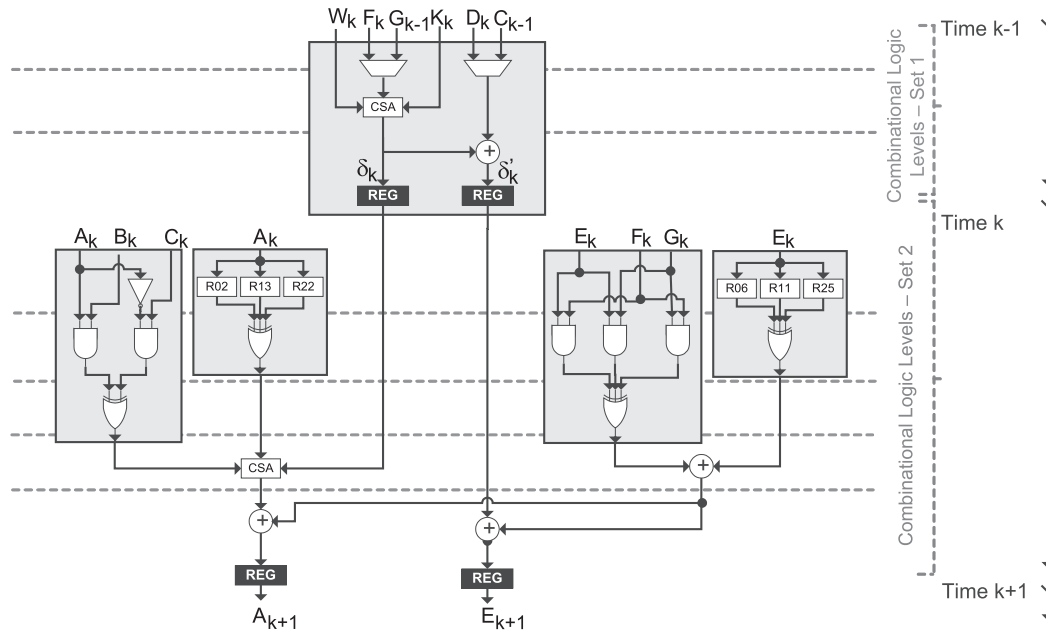 W_k F_k G_k-1 K_k D_k C_k-1
Time k-1
Combinational Logic
Levels – Set 1
CSA
+
δ_k δ'_k
REG REG
Time k
A_k B_k C_k A_k E_k F_k G_k E_k
R02 R13 R22
R06 R11 R25
Combinational Logic Levels – Set 2
CSA
+
+ +
REG REG
A_k+1 E_k+1
Time k+1